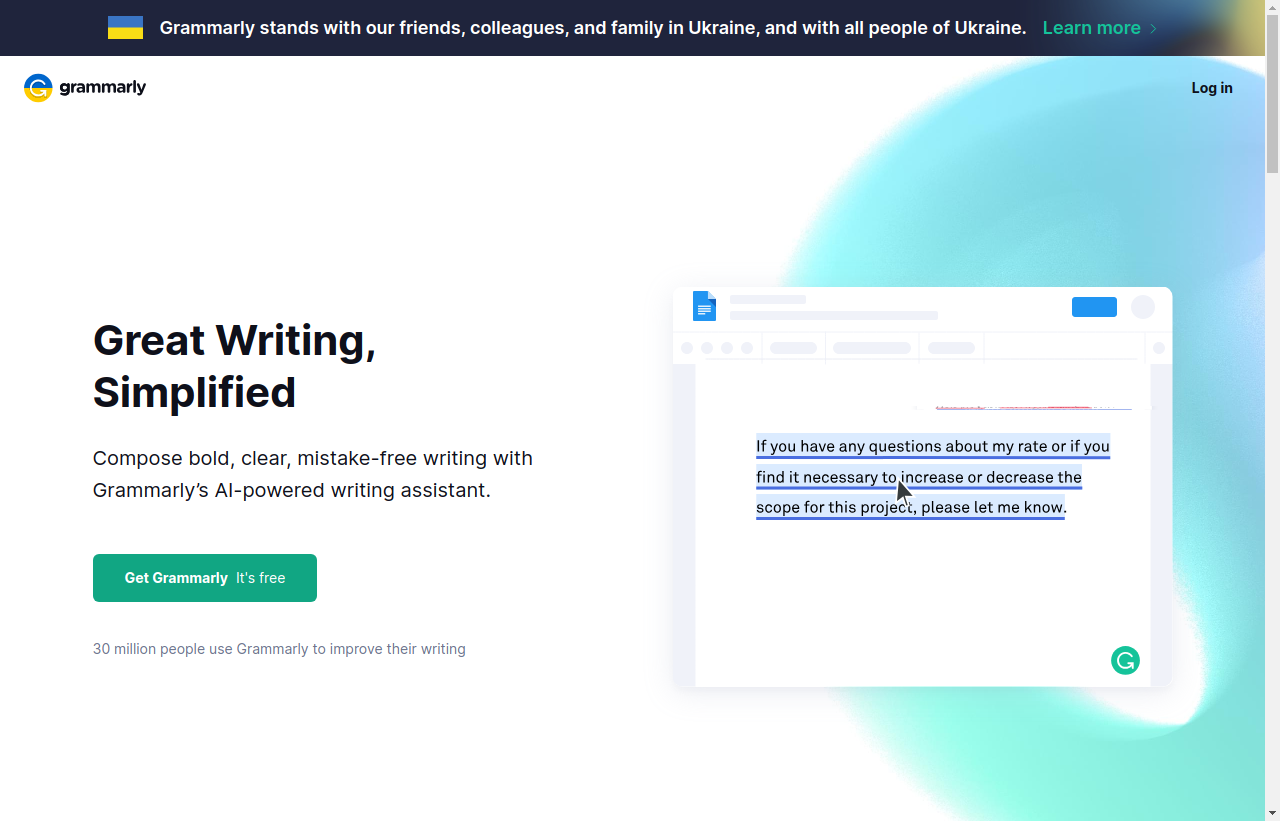 Grammarly stands with our friends, colleagues, and family in Ukraine, and with all people of Ukraine. Learn more
grammarly
Log in
Great Writing,
Simplified
Compose bold, clear, mistake-free writing with
Grammarly’s AI-powered writing assistant.
Get Grammarly It's free
30 million people use Grammarly to improve their writing
If you have any questions about my rate or if you
find it necessary to increase or decrease the
scope for this project, please let me know.